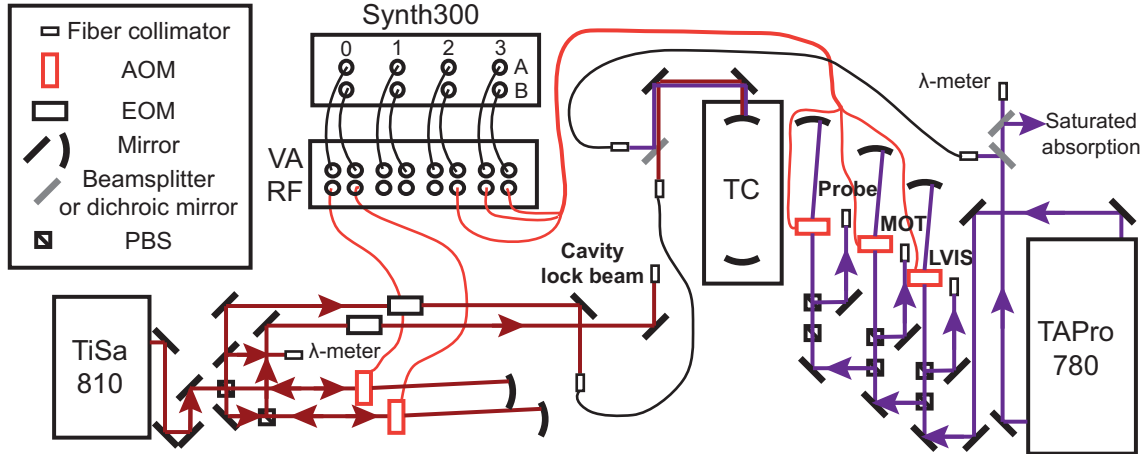 Fiber collimator
AOM
EOM
Mirror
Beamsplitter
or dichroic mirror
PBS
Synth300
0 1 2 3
A
B
VA
RF
TC
λ-meter
Saturated
absorption
Probe
MOT
LVIS
Cavity
lock beam
λ-meter
TiSa
810
TAPro
780